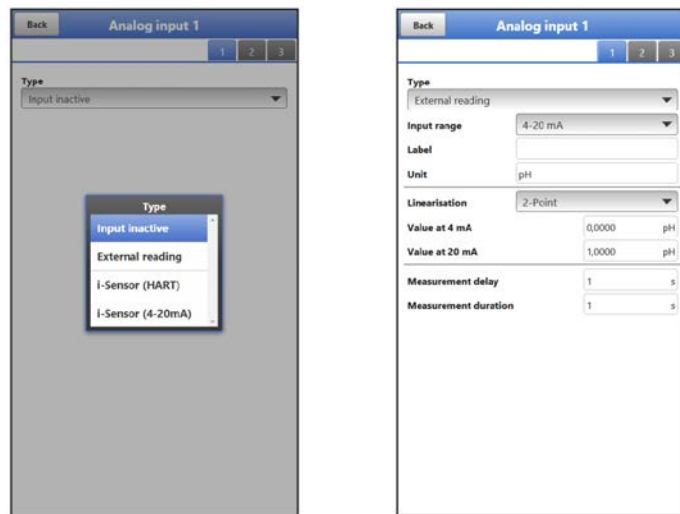 Back
Analog input 1
1 2 3
Type
Input inactive
Type
Input inactive
External reading
i-Sensor (HART)
i-Sensor (4-20mA)
Back
Analog input 1
1 2 3
Type
External reading
Input range 4-20 mA
Label
Unit pH
Linearisation 2-Point
Value at 4 mA 0,0000 pH
Value at 20 mA 1,0000 pH
Measurement delay 1 s
Measurement duration 1 s